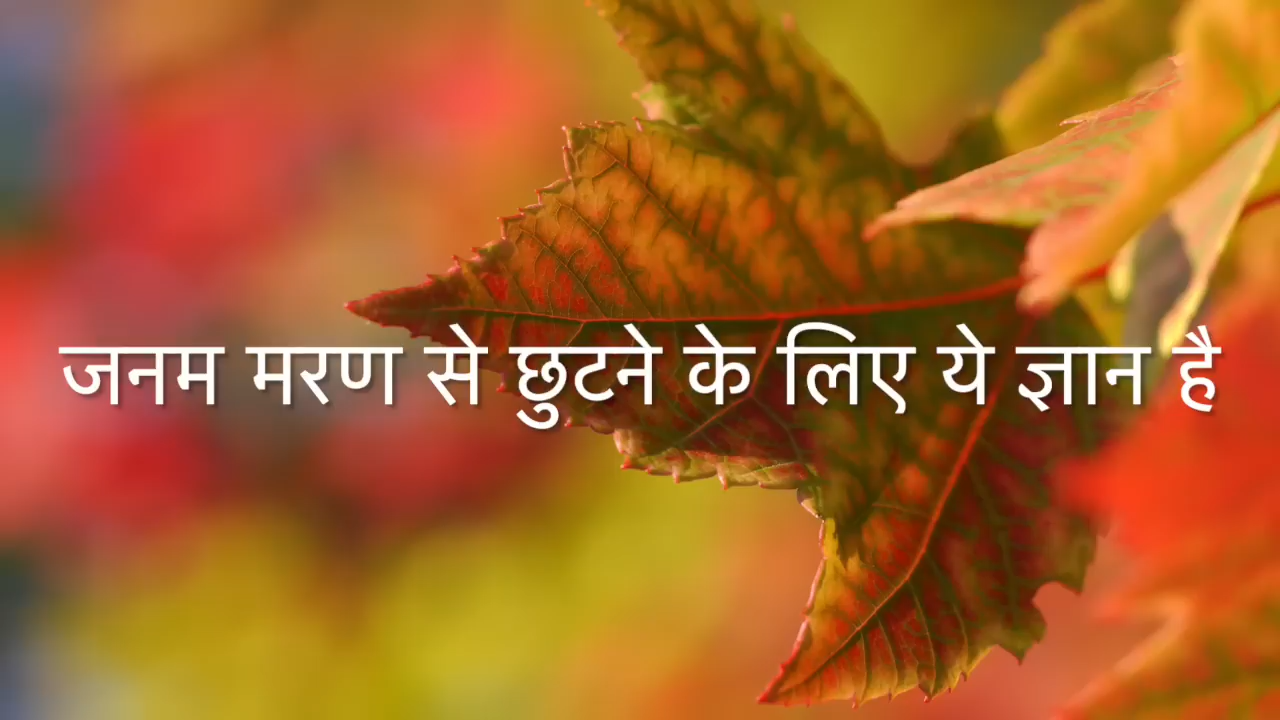 जनम मरण से छुटने के लिए ये ज्ञान है